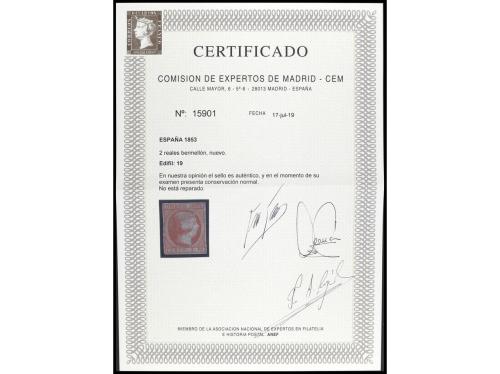 CERTIFICADO
COMISION DE EXPERTOS DE MADRID - CEM
CALLE MAYOR, 6 - 5º-6 - 28013 MADRID - ESPAÑA
Nº: 15901 FECHA 17-jul-19
ESPAÑA 1853
2 reales bermellón, nuevo.
Edifil: 19
En nuestra opinión el sello es auténtico, y en el momento de su
examen presenta conservación normal.
No está reparado.
MIEMBRO DE LA ASOCIACION NACIONAL DE EXPERTOS EN FILATELIA
E HISTORIA POSTAL ANEF